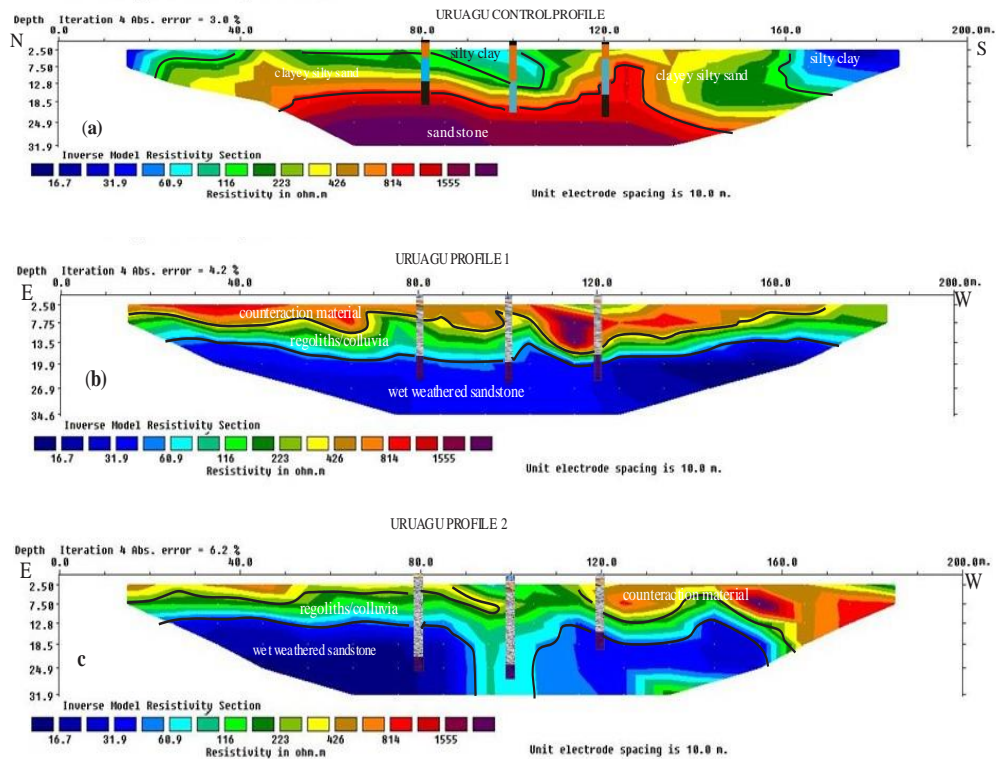 URUAGU CONTROL PROFILE
Depth Iteration 4 Abs. error = 3.0 %
N 0.0 40.0 80.0 120.0 160.0 200.0m. S
2.50
7.50
12.8
18.5
24.9
31.9
silty clay
silty clay
clayey silty sand
clayey silty sand
sandstone
(a)
Inverse Model Resistivity Section
16.7 31.9 60.9 116 223 426 814 1555
Resistivity in ohm.m
Unit electrode spacing is 10.0 m.
URUAGU PROFILE 1
Depth Iteration 4 Abs. error = 4.2 %
E 0.0 40.0 80.0 120.0 160.0 200.0m. W
2.50
7.75
13.5
19.9
26.9
34.6
counteraction material
regoliths/colluvia
wet weathered sandstone
(b)
Inverse Model Resistivity Section
16.7 31.9 60.9 116 223 426 814 1555
Resistivity in ohm.m
Unit electrode spacing is 10.0 m.
URUAGU PROFILE 2
Depth Iteration 4 Abs. error = 6.2 %
E 0.0 40.0 80.0 120.0 160.0 200.0m. W
2.50
7.50
12.8
18.5
24.9
31.9
counteraction material
regoliths/colluvia
wet weathered sandstone
c
Inverse Model Resistivity Section
16.7 31.9 60.9 116 223 426 814 1555
Resistivity in ohm.m
Unit electrode spacing is 10.0 m.